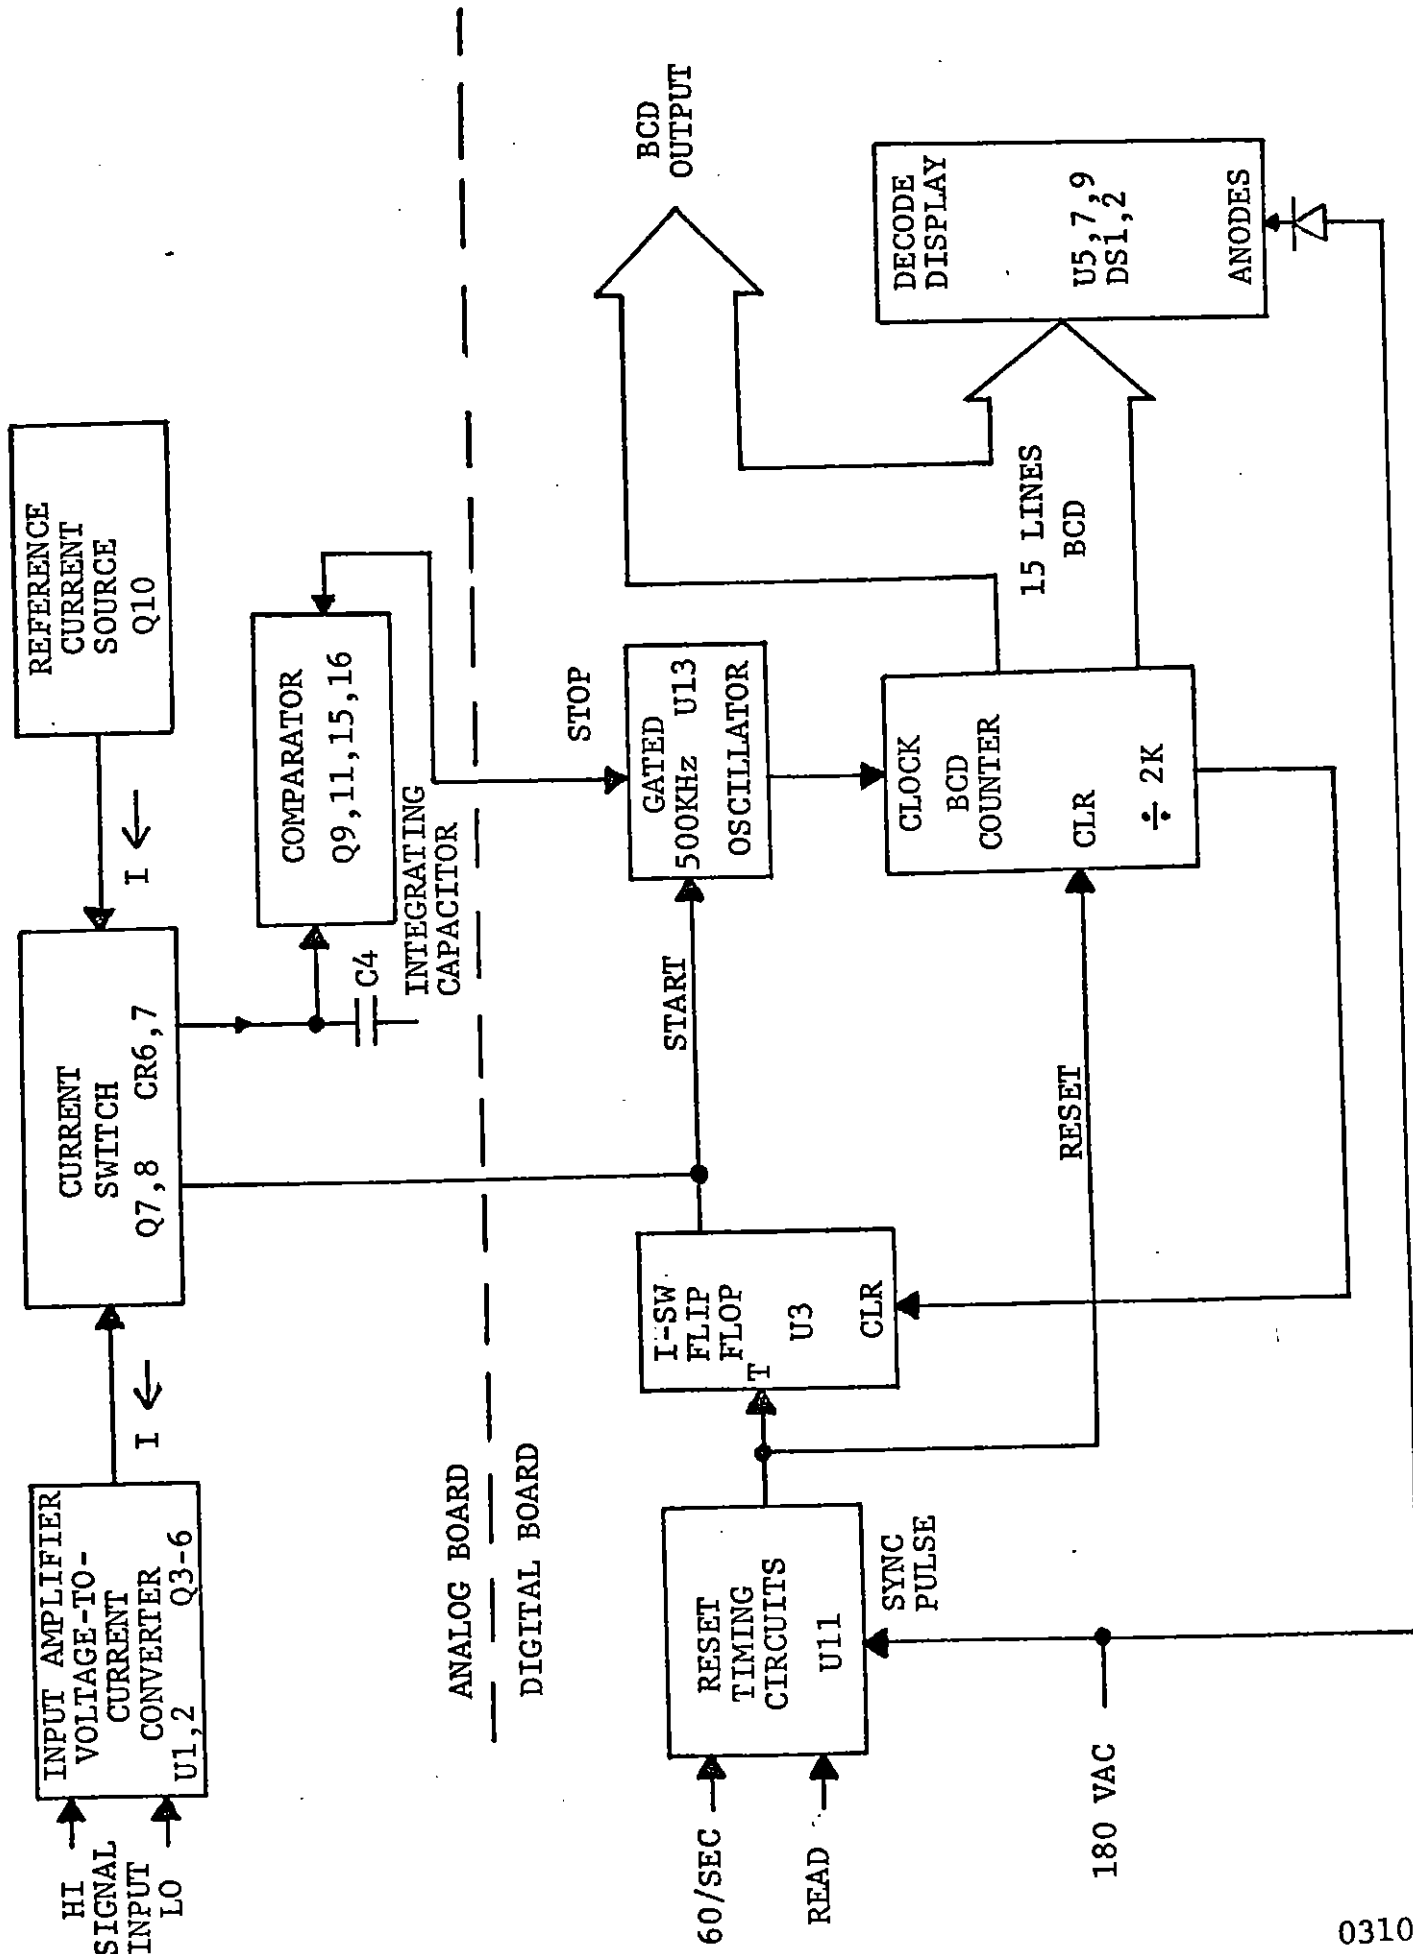 HI
SIGNAL
INPUT
LO
INPUT AMPLIFIER
VOLTAGE-TO-
CURRENT
CONVERTER
U1,2 Q3-6
I
CURRENT
SWITCH
Q7,8 CR6,7
I
REFERENCE
CURRENT
SOURCE
Q10
COMPARATOR
Q9,11,15,16
C4
INTEGRATING
CAPACITOR
ANALOG BOARD
DIGITAL BOARD
60/SEC
READ
RESET
TIMING
CIRCUITS
U11
SYNC
PULSE
180 VAC
I-SW
FLIP
FLOP
T
U3
CLR
START
STOP
GATED
500KHz U13
OSCILLATOR
RESET
CLOCK
BCD
COUNTER
CLR
÷ 2K
15 LINES
BCD
BCD
OUTPUT
DECODE
DISPLAY
U5,7,9
DS1,2
ANODES
0310